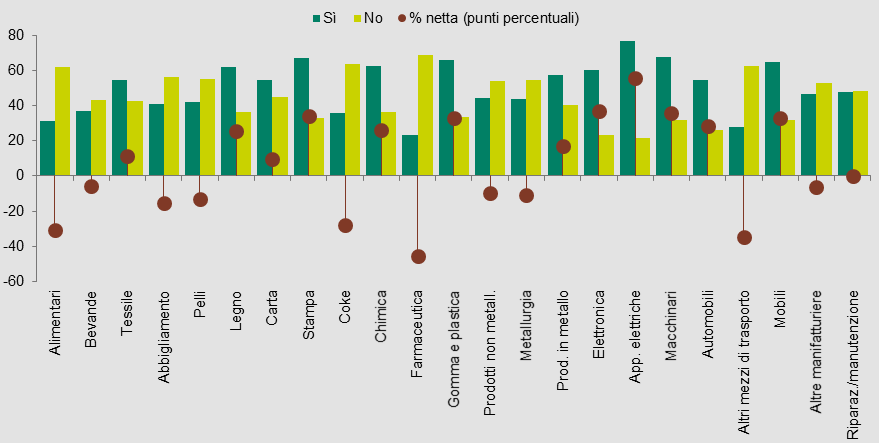 Sì No % netta (punti percentuali)
80
60
40
20
0
-20
-40
-60
Alimentari
Bevande
Tessile
Abbigliamento
Pelli
Legno
Carta
Stampa
Coke
Chimica
Farmaceutica
Gomma e plastica
Prodotti non metall.
Metallurgia
Prod. in metallo
Elettronica
App. elettriche
Macchinari
Automobili
Altri mezzi di trasporto
Mobili
Altre manifatturiere
Riparaz./manutenzione